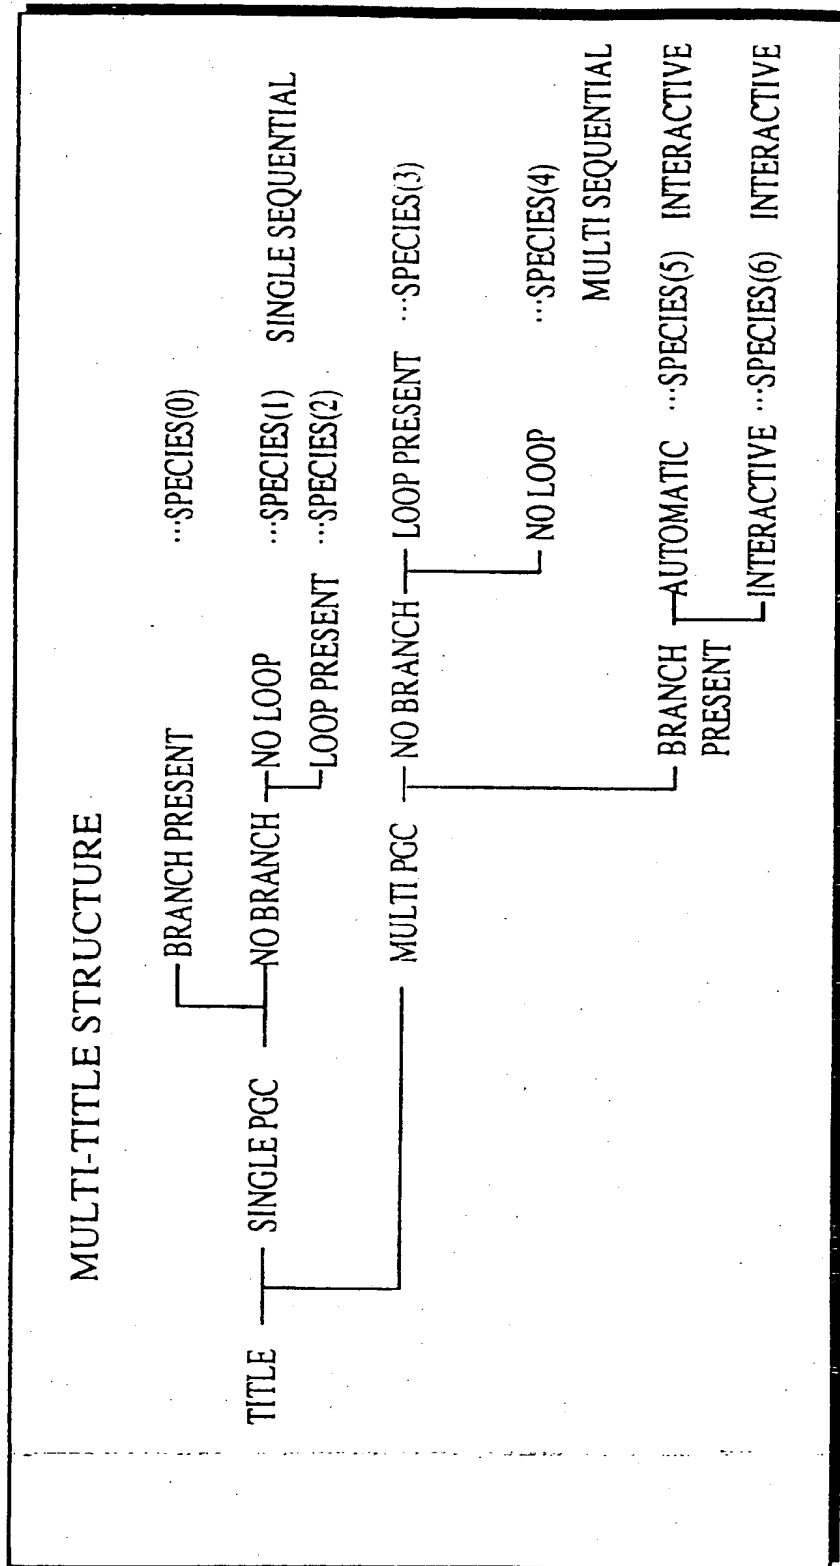 MULTI-TITLE STRUCTURE
BRANCH PRESENT ···SPECIES(0)
TITLE SINGLE PGC NO BRANCH NO LOOP ···SPECIES(1) SINGLE SEQUENTIAL
LOOP PRESENT ···SPECIES(2)
MULTI PGC NO BRANCH LOOP PRESENT ···SPECIES(3)
NO LOOP ···SPECIES(4)
MULTI SEQUENTIAL
BRANCH PRESENT AUTOMATIC ···SPECIES(5) INTERACTIVE
INTERACTIVE ···SPECIES(6) INTERACTIVE